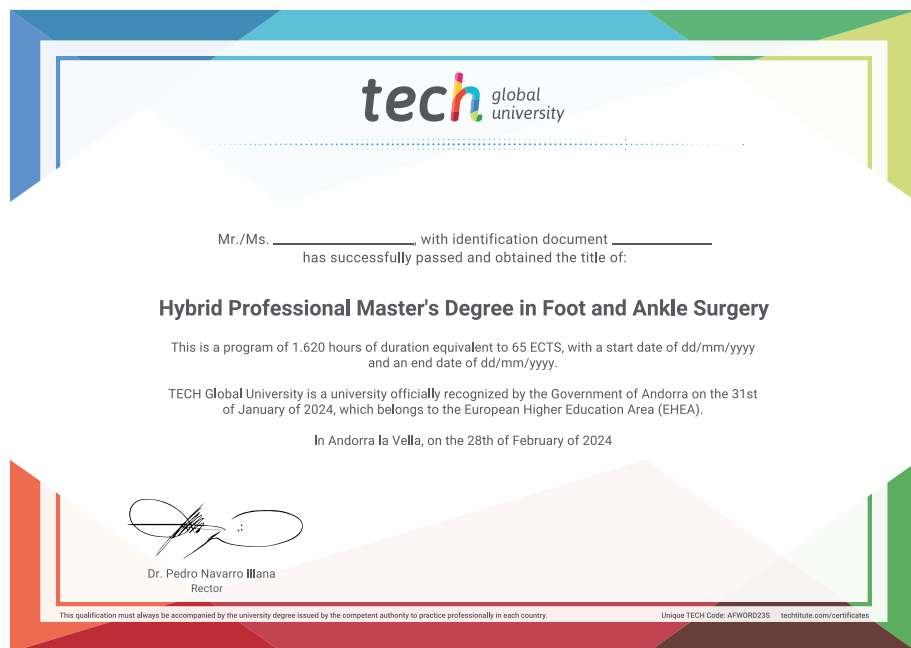 tech global
university
Mr./Ms. ____________________, with identification document ______________
has successfully passed and obtained the title of:
Hybrid Professional Master's Degree in Foot and Ankle Surgery
This is a program of 1.620 hours of duration equivalent to 65 ECTS, with a start date of dd/mm/yyyy
and an end date of dd/mm/yyyy.
TECH Global University is a university officially recognized by the Government of Andorra on the 31st
of January of 2024, which belongs to the European Higher Education Area (EHEA).
In Andorra la Vella, on the 28th of February of 2024
Dr. Pedro Navarro Illana
Rector
This qualification must always be accompanied by the university degree issued by the competent authority to practice professionally in each country.
Unique TECH Code: AFWORD23S techtitute.com/certificates